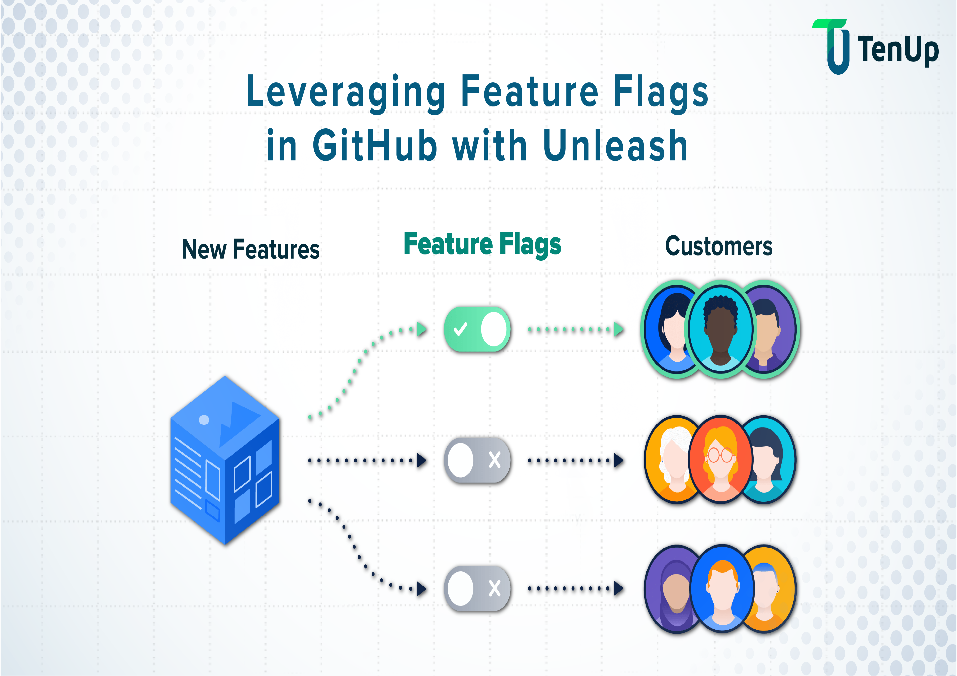 TenUp
Leveraging Feature Flags
in GitHub with Unleash
New Features
Feature Flags
Customers